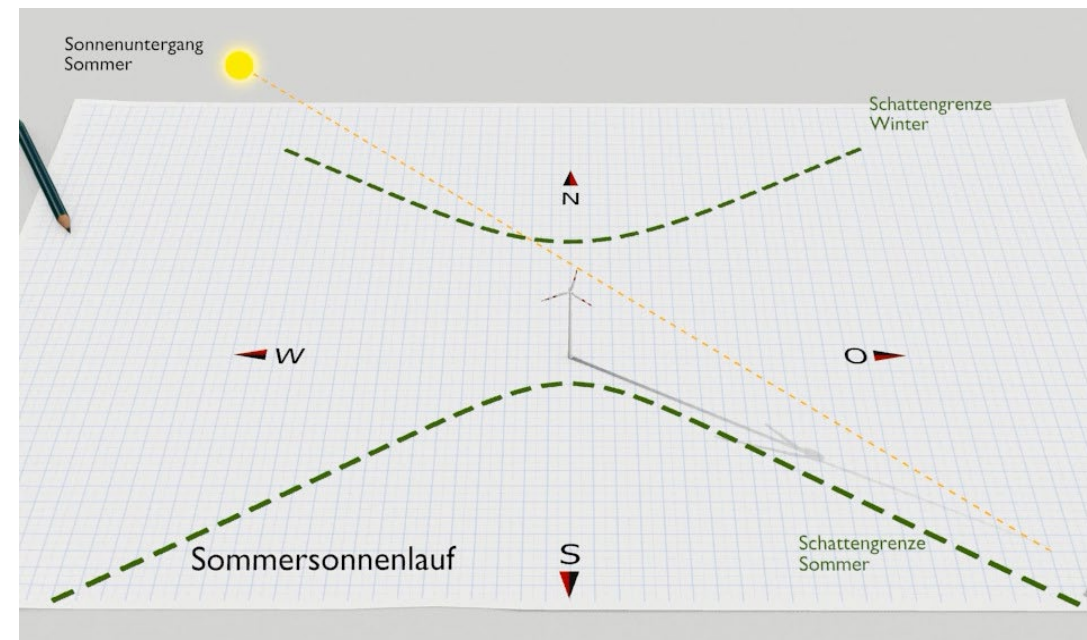 Sonnenuntergang
Sommer
Schattengrenze
Winter
N
W
O
Schattengrenze
Sommer
Sommersonnenlauf
S